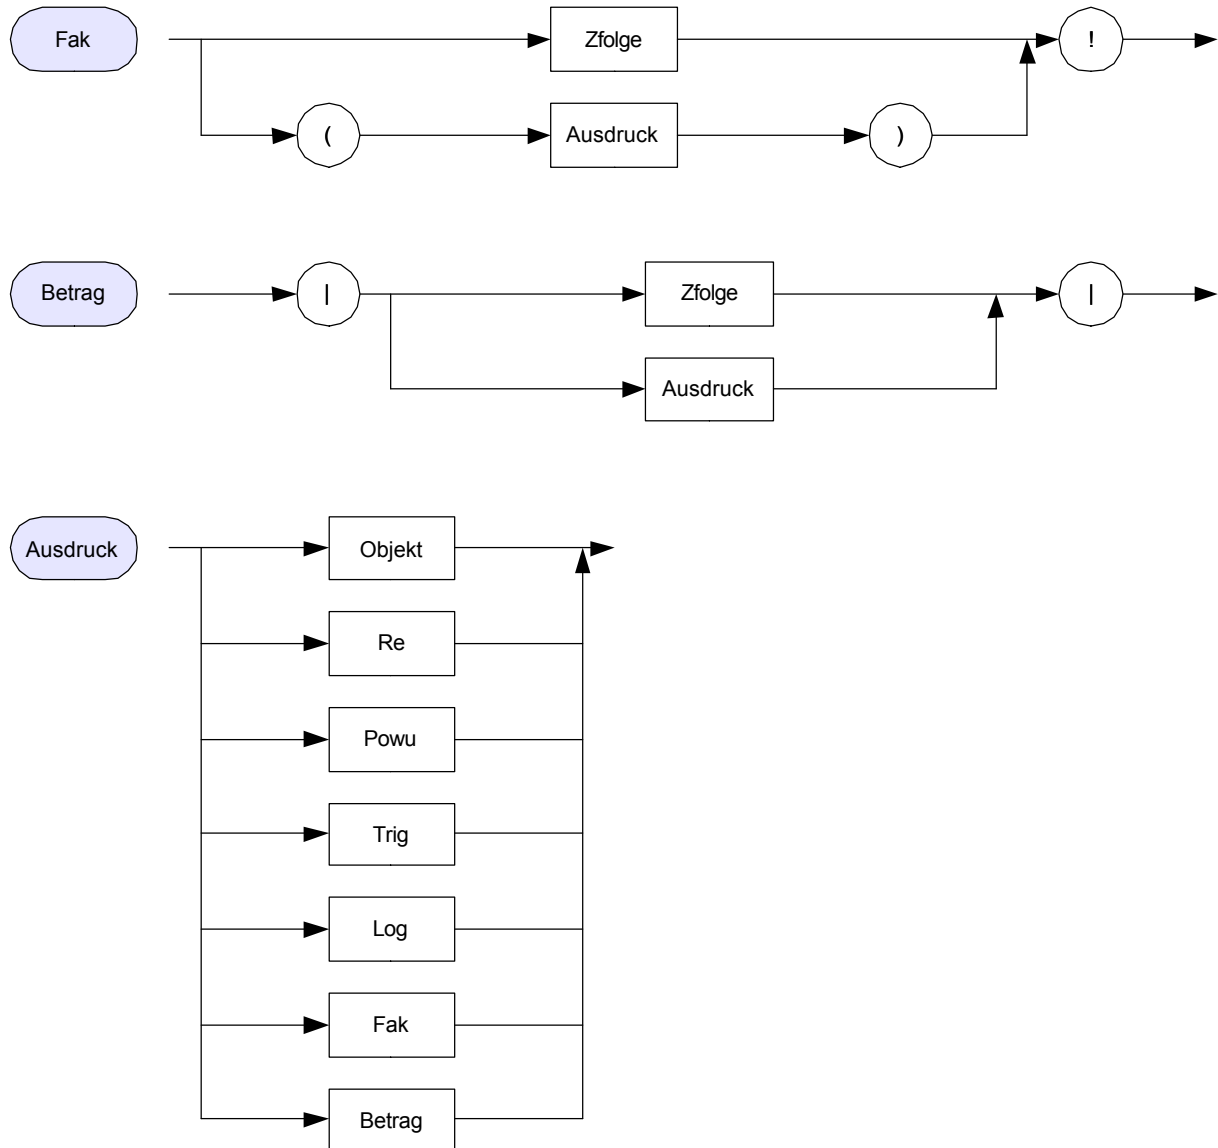 Fak Zfolge !
( Ausdruck )
Betrag | Zfolge |
Ausdruck
Ausdruck Objekt
Re
Powu
Trig
Log
Fak
Betrag